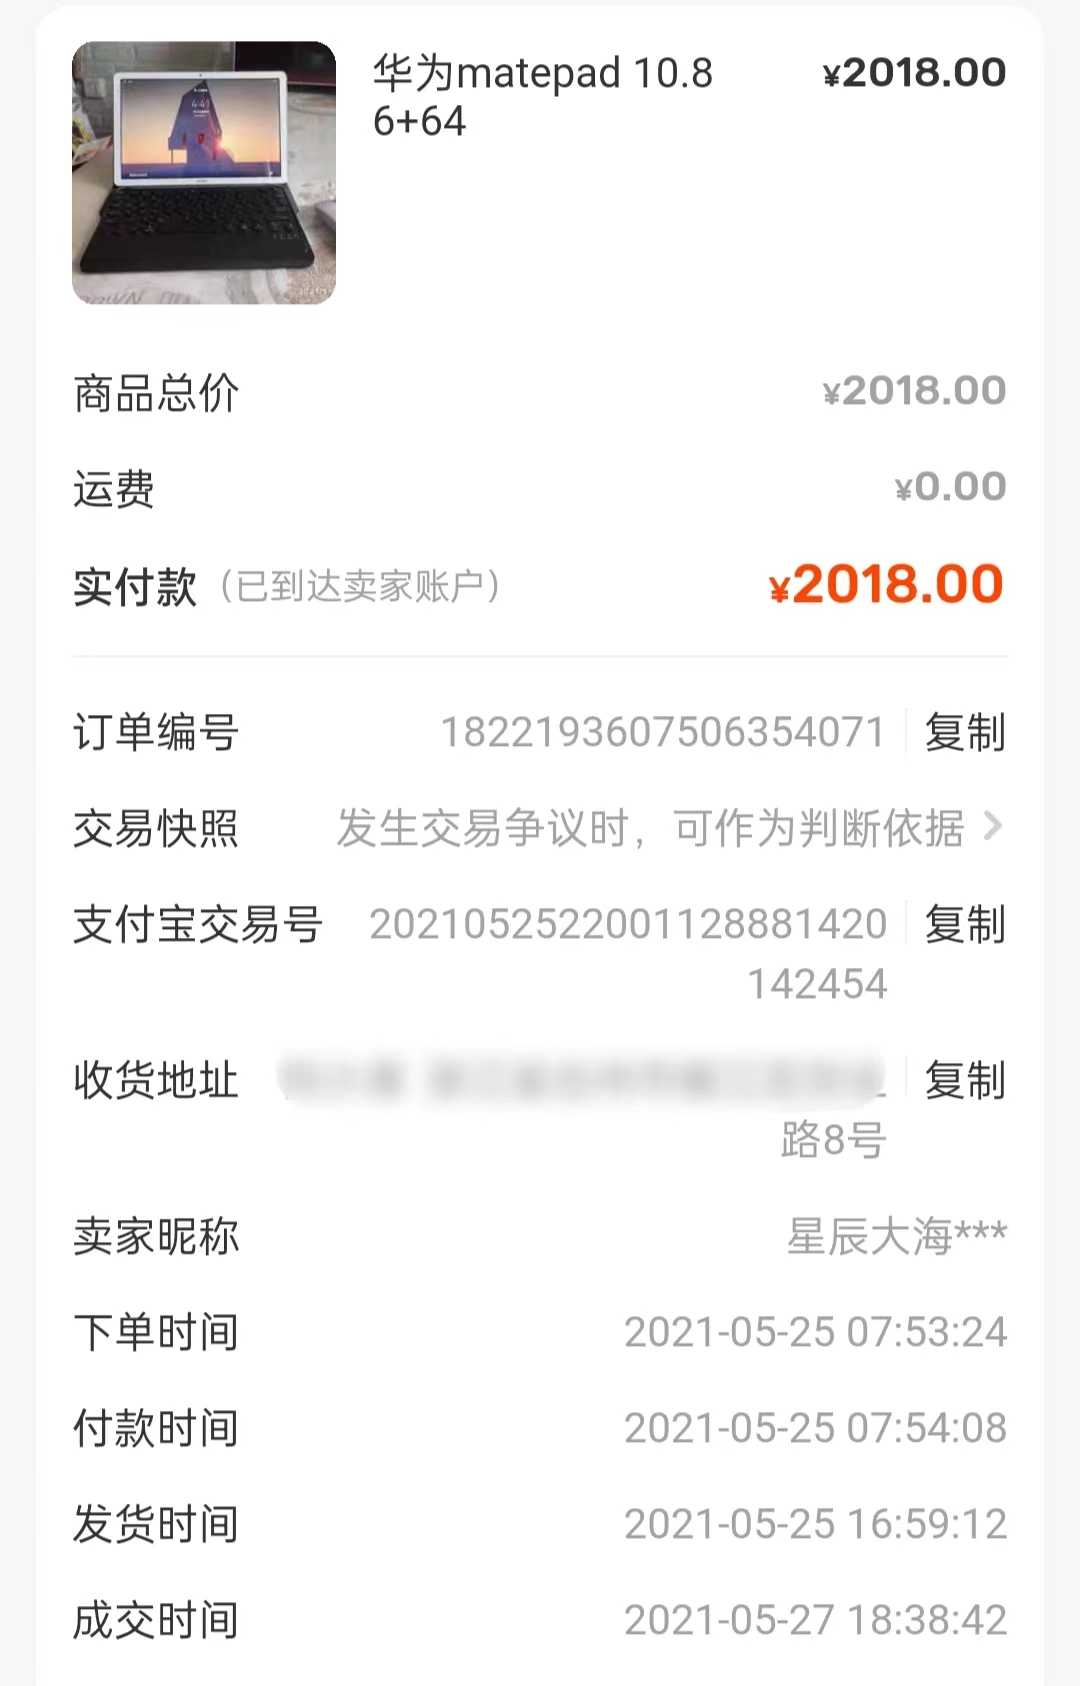 华为matepad 10.8 ¥2018.00
6+64
商品总价 ¥2018.00
运费 ¥0.00
实付款（已到达卖家账户） ¥2018.00
订单编号 1822193607506354071 复制
交易快照 发生交易争议时，可作为判断依据 >
支付宝交易号 2021052522001128881420 复制
142454
收货地址 复制
路8号
卖家昵称 星辰大海***
下单时间 2021-05-25 07:53:24
付款时间 2021-05-25 07:54:08
发货时间 2021-05-25 16:59:12
成交时间 2021-05-27 18:38:42